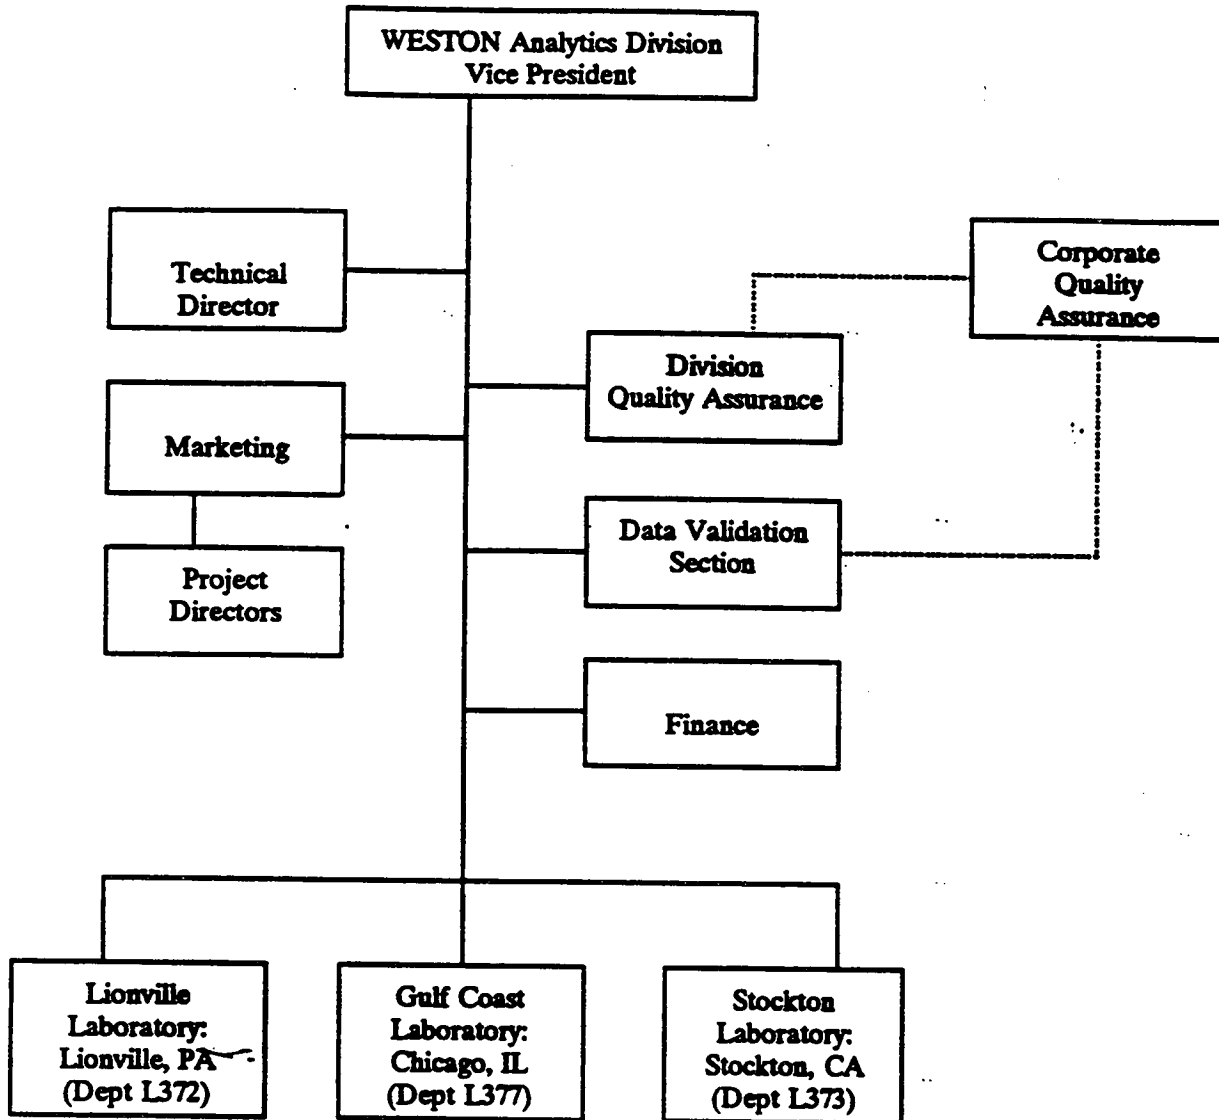 WESTON Analytics Division
Vice President
Technical
Director
Corporate
Quality
Assurance
Division
Quality Assurance
Marketing
Data Validation
Section
Project
Directors
Finance
Lionville
Laboratory:
Lionville, PA
(Dept L372)
Gulf Coast
Laboratory:
Chicago, IL
(Dept L377)
Stockton
Laboratory:
Stockton, CA
(Dept L373)